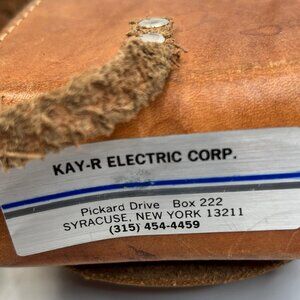 KAY-R ELECTRIC CORP.
Pickard Drive Box 222
SYRACUSE, NEW YORK 13211
(315) 454-4459